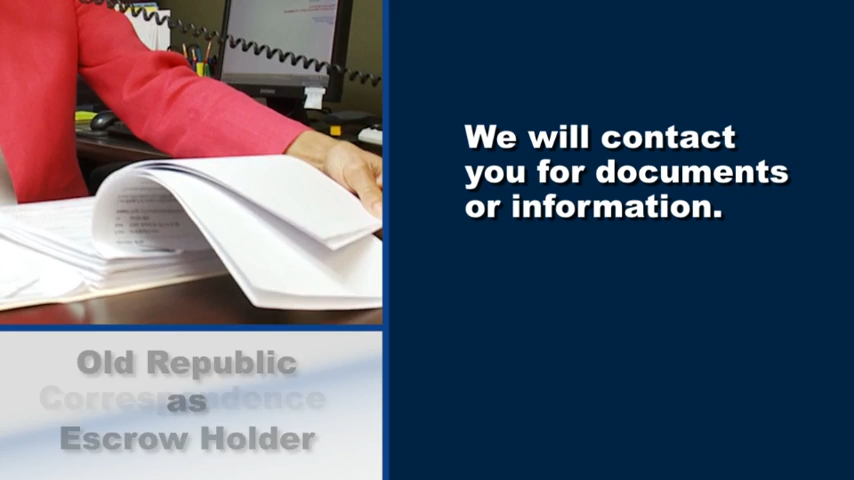 We will contact
you for documents
or information.
Old Republic
Correspondence
as
Escrow Holder